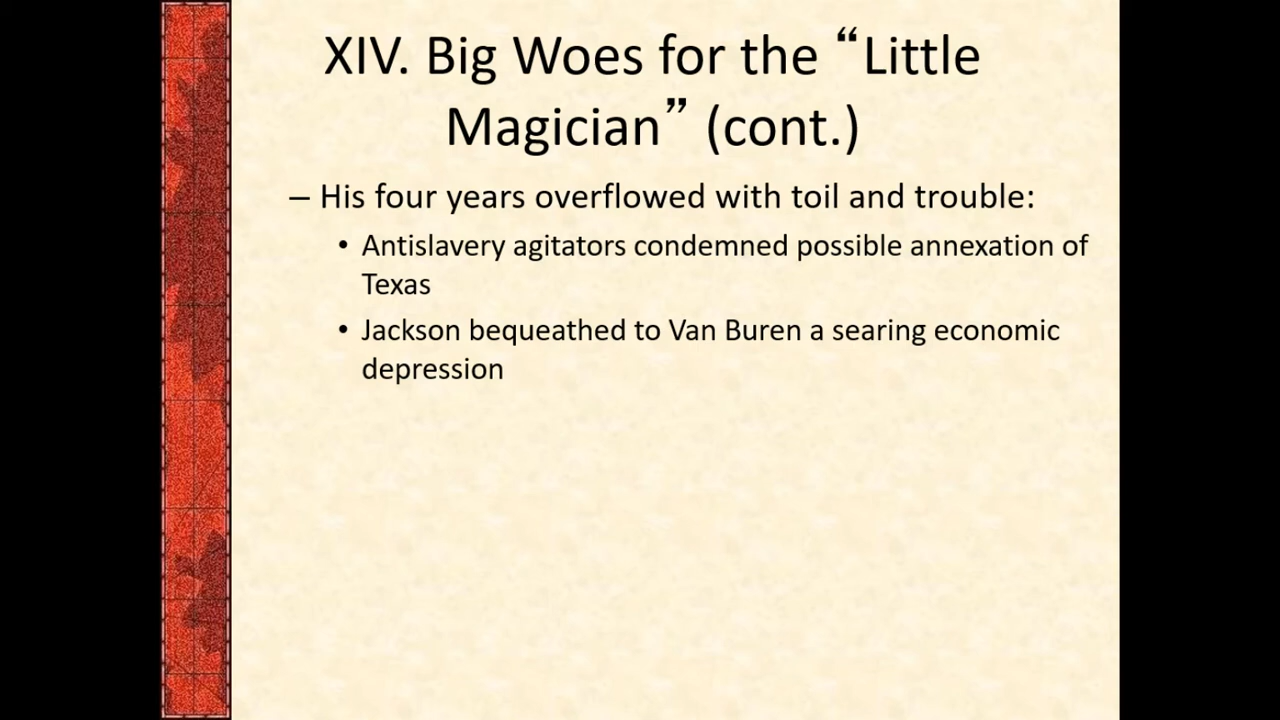 XIV. Big Woes for the “Little
Magician” (cont.)
– His four years overflowed with toil and trouble:
• Antislavery agitators condemned possible annexation of
Texas
• Jackson bequeathed to Van Buren a searing economic
depression